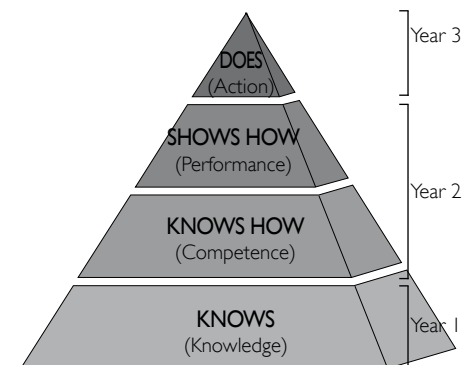 DOES
(Action)
Year 3
SHOWS HOW
(Performance)
Year 2
KNOWS HOW
(Competence)
KNOWS
(Knowledge)
Year 1